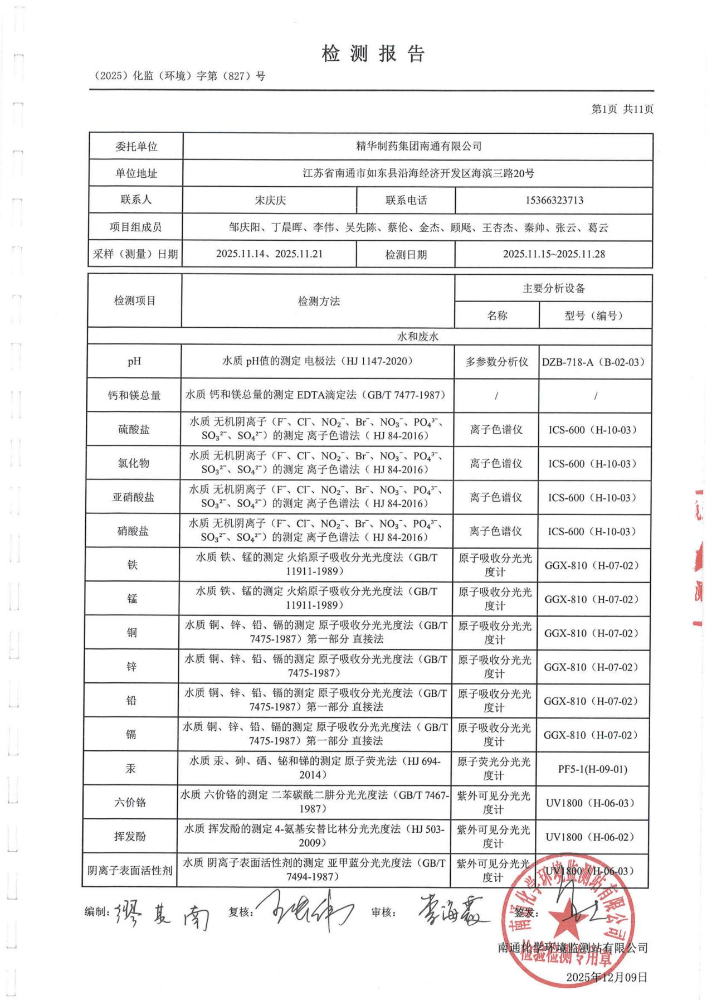 检 测 报 告
（2025）化监（环境）字第（827）号
第1页 共11页
委托单位 精华制药集团南通有限公司
单位地址 江苏省南通市如东县沿海经济开发区海滨三路20号
联系人 宋庆庆 联系电话 15366323713
项目组成员 邹庆阳、丁晨晖、李伟、吴先陈、蔡伦、金杰、顾飏、王杏杰、秦帅、张云、葛云
采样（测量）日期 2025.11.14、2025.11.21 检测日期 2025.11.15~2025.11.28
检测项目 检测方法 主要分析设备
名称 型号（编号）
水和废水
pH 水质 pH值的测定 电极法（HJ 1147-2020） 多参数分析仪 DZB-718-A（B-02-03）
钙和镁总量 水质 钙和镁总量的测定 EDTA滴定法（GB/T 7477-1987） / /
硫酸盐 水质 无机阴离子（F⁻、Cl⁻、NO₂⁻、Br⁻、NO₃⁻、PO₄³⁻、
SO₃²⁻、SO₄²⁻）的测定 离子色谱法（ HJ 84-2016） 离子色谱仪 ICS-600（H-10-03）
氯化物 水质 无机阴离子（F⁻、Cl⁻、NO₂⁻、Br⁻、NO₃⁻、PO₄³⁻、
SO₃²⁻、SO₄²⁻）的测定 离子色谱法（ HJ 84-2016） 离子色谱仪 ICS-600（H-10-03）
亚硝酸盐 水质 无机阴离子（F⁻、Cl⁻、NO₂⁻、Br⁻、NO₃⁻、PO₄³⁻、
SO₃²⁻、SO₄²⁻）的测定 离子色谱法（ HJ 84-2016） 离子色谱仪 ICS-600（H-10-03）
硝酸盐 水质 无机阴离子（F⁻、Cl⁻、NO₂⁻、Br⁻、NO₃⁻、PO₄³⁻、
SO₃²⁻、SO₄²⁻）的测定 离子色谱法（ HJ 84-2016） 离子色谱仪 ICS-600（H-10-03）
铁 水质 铁、锰的测定 火焰原子吸收分光光度法（GB/T 原子吸收分光光
11911-1989） 度计 GGX-810（H-07-02）
锰 水质 铁、锰的测定 火焰原子吸收分光光度法（GB/T 原子吸收分光光
11911-1989） 度计 GGX-810（H-07-02）
铜 水质 铜、锌、铅、镉的测定 原子吸收分光光度法（GB/T 原子吸收分光光
7475-1987）第一部分 直接法 度计 GGX-810（H-07-02）
锌 水质 铜、锌、铅、镉的测定 原子吸收分光光度法（GB/T 原子吸收分光光
7475-1987） 度计 GGX-810（H-07-02）
铅 水质 铜、锌、铅、镉的测定 原子吸收分光光度法（GB/T 原子吸收分光光
7475-1987）第一部分 直接法 度计 GGX-810（H-07-02）
镉 水质 铜、锌、铅、镉的测定 原子吸收分光光度法（ GB/T 原子吸收分光光
7475-1987）第一部分 直接法 度计 GGX-810（H-07-02）
汞 水质 汞、砷、硒、铋和锑的测定 原子荧光法（HJ 694- 原子荧光分光光
2014） 度计 PF5-1(H-09-01)
六价铬 水质 六价铬的测定 二苯碳酰二肼分光光度法（GB/T 7467- 紫外可见分光光
1987） 度计 UV1800（H-06-03）
挥发酚 水质 挥发酚的测定 4-氨基安替比林分光光度法（HJ 503- 紫外可见分光光
2009） 度计 UV1800（H-06-02）
阴离子表面活性剂 水质 阴离子表面活性剂的测定 亚甲蓝分光光度法（GB/T 紫外可见分光光
7494-1987） 度计 UV1800（H-06-03）
编制： 复核： 审核： 李海霞 签发：
南通化学环境监测站有限公司
检验检测专用章
南通化学环境监测站有限公司
2025年12月09日
测